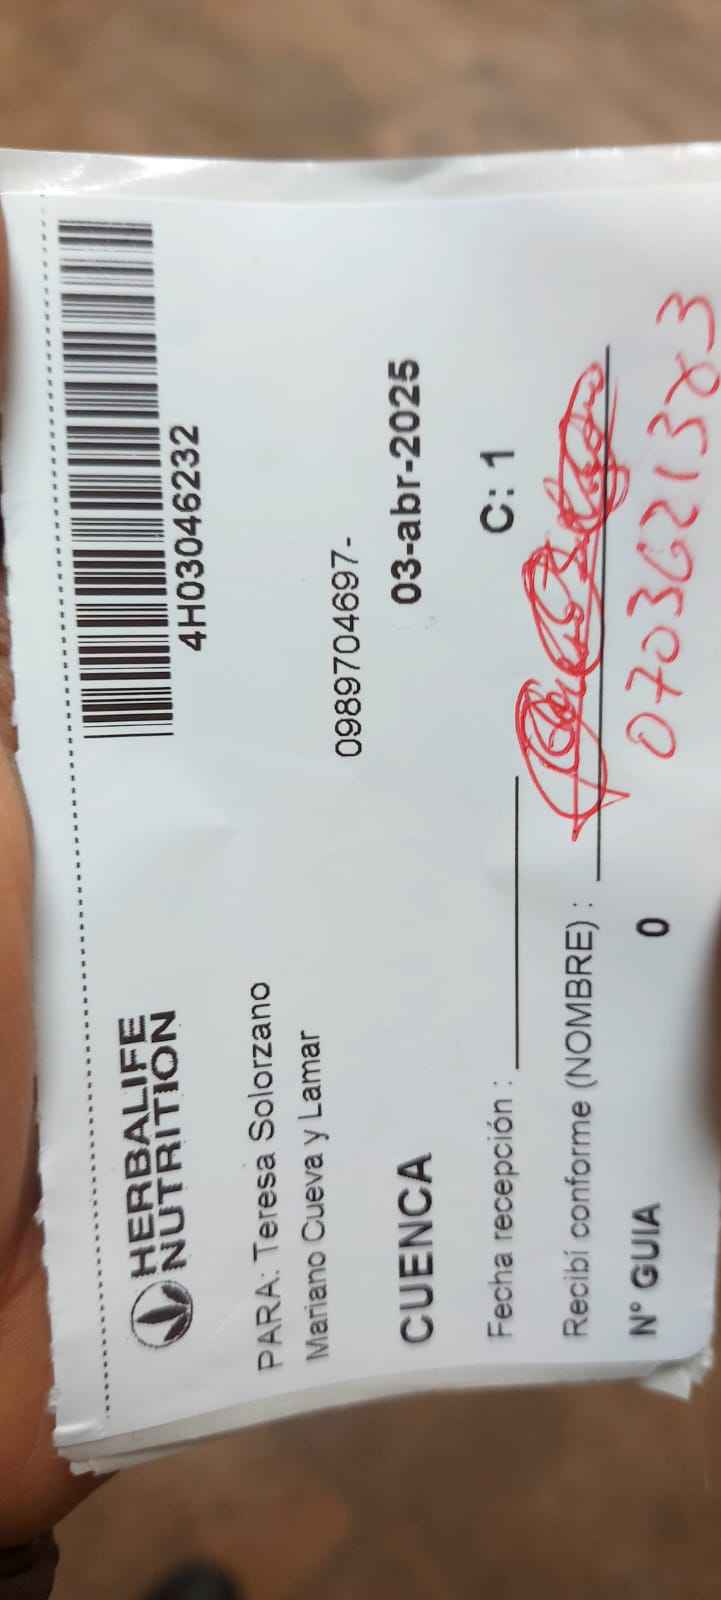 HERBALIFE
NUTRITION
4H03046232
PARA: Teresa Solorzano
Mariano Cueva y Lamar
0989704697-
CUENCA
03-abr-2025
Fecha recepción :
C: 1
Recibí conforme (NOMBRE) :
N° GUIA
0